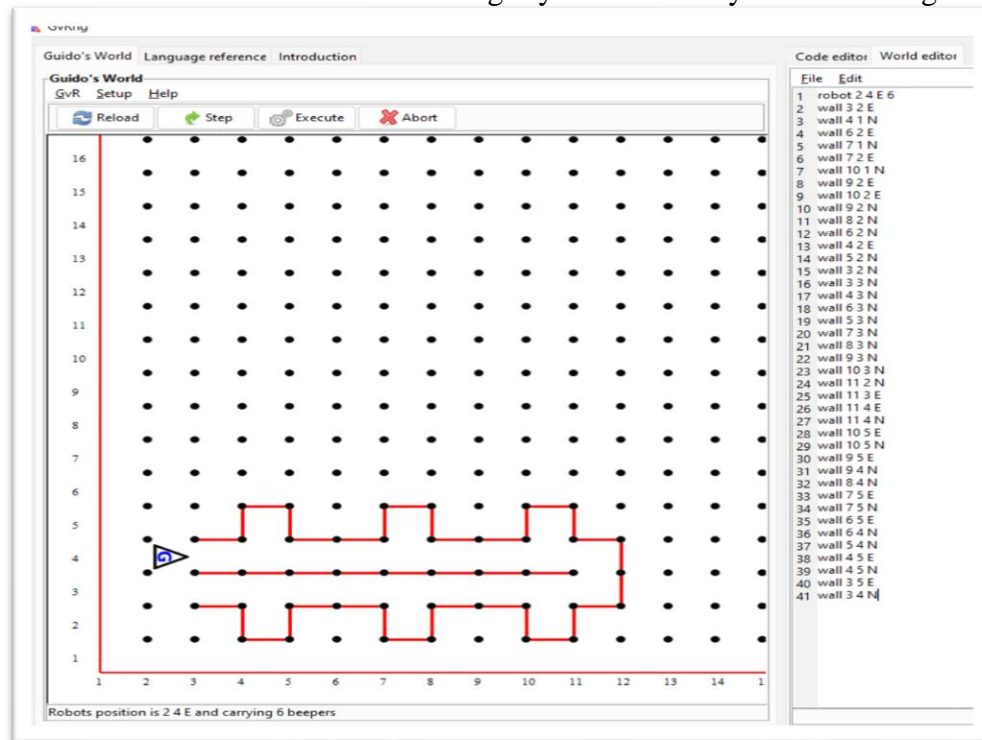 GvRng
Guido's World Language reference Introduction
Guido's World
GvR Setup Help
Reload Step Execute Abort
16
15
14
13
12
11
10
9
8
7
6
5
4
3
2
1
1 2 3 4 5 6 7 8 9 10 11 12 13 14 1
Robots position is 2 4 E and carrying 6 beepers
Code editor World editor
File Edit
1 robot 2 4 E 6
2 wall 3 2 E
3 wall 4 1 N
4 wall 6 2 E
5 wall 7 1 N
6 wall 7 2 E
7 wall 10 1 N
8 wall 9 2 E
9 wall 10 2 E
10 wall 9 2 N
11 wall 8 2 N
12 wall 6 2 N
13 wall 4 2 E
14 wall 5 2 N
15 wall 3 2 N
16 wall 3 3 N
17 wall 4 3 N
18 wall 6 3 N
19 wall 5 3 N
20 wall 7 3 N
21 wall 8 3 N
22 wall 9 3 N
23 wall 10 3 N
24 wall 11 2 N
25 wall 11 3 E
26 wall 11 4 E
27 wall 11 4 N
28 wall 10 5 E
29 wall 10 5 N
30 wall 9 5 E
31 wall 9 4 N
32 wall 8 4 N
33 wall 7 5 E
34 wall 7 5 N
35 wall 6 5 E
36 wall 6 4 N
37 wall 5 4 N
38 wall 4 5 E
39 wall 4 5 N
40 wall 3 5 E
41 wall 3 4 N